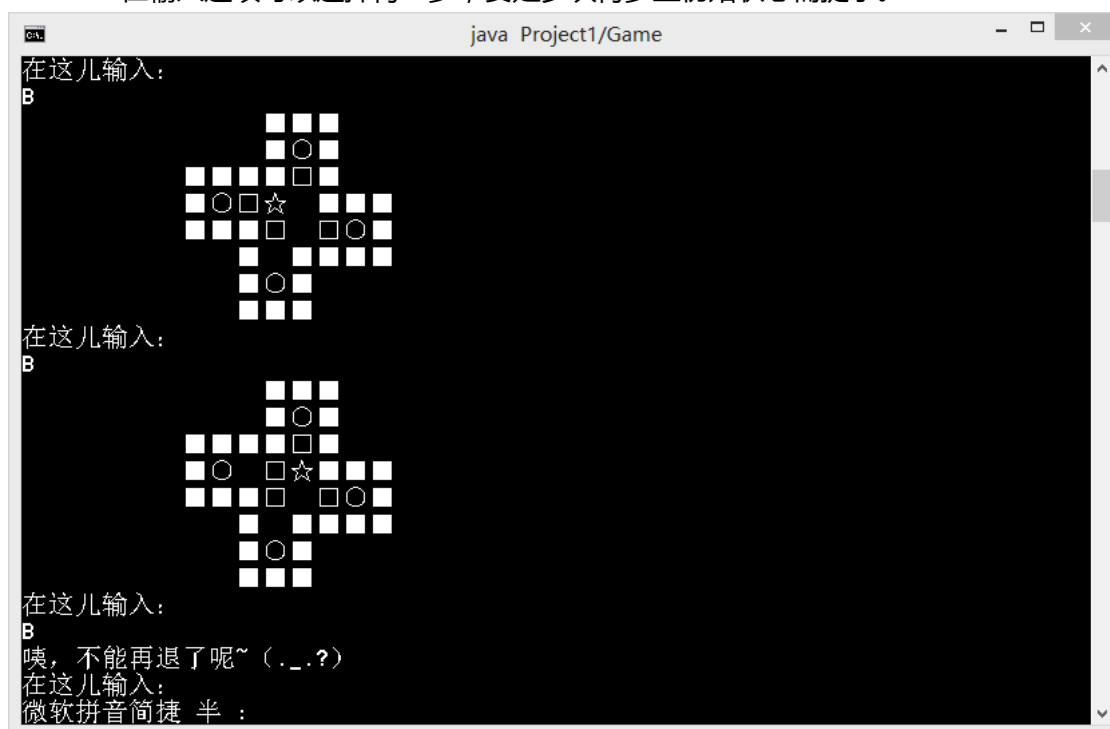 java Project1/Game
在这儿输入：
B
在这儿输入：
B
在这儿输入：
B
咦，不能再退了呢~（._.?）
在这儿输入：
微软拼音简捷 半 ：